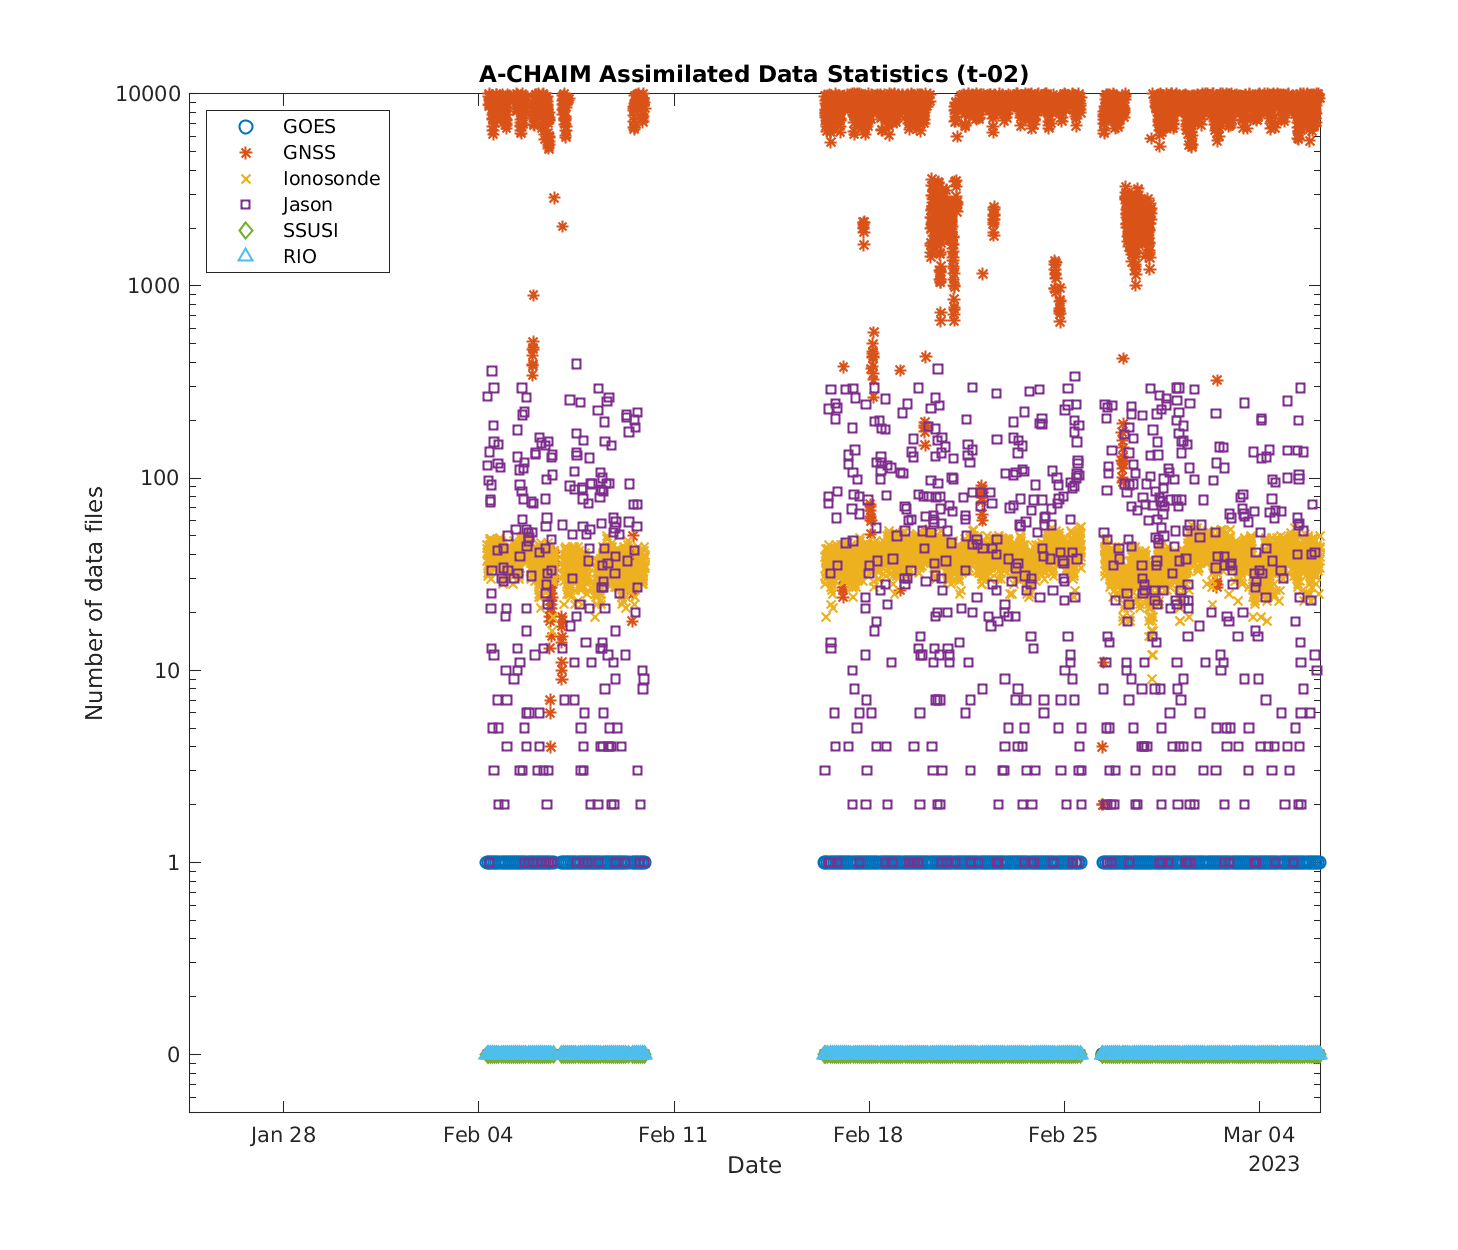 A-CHAIM Assimilated Data Statistics (t-02)
10000
1000
100
10
1
0
Number of data files
GOES
GNSS
Ionosonde
Jason
SSUSI
RIO
Jan 28
Feb 04
Feb 11
Feb 18
Feb 25
Mar 04
Date
2023